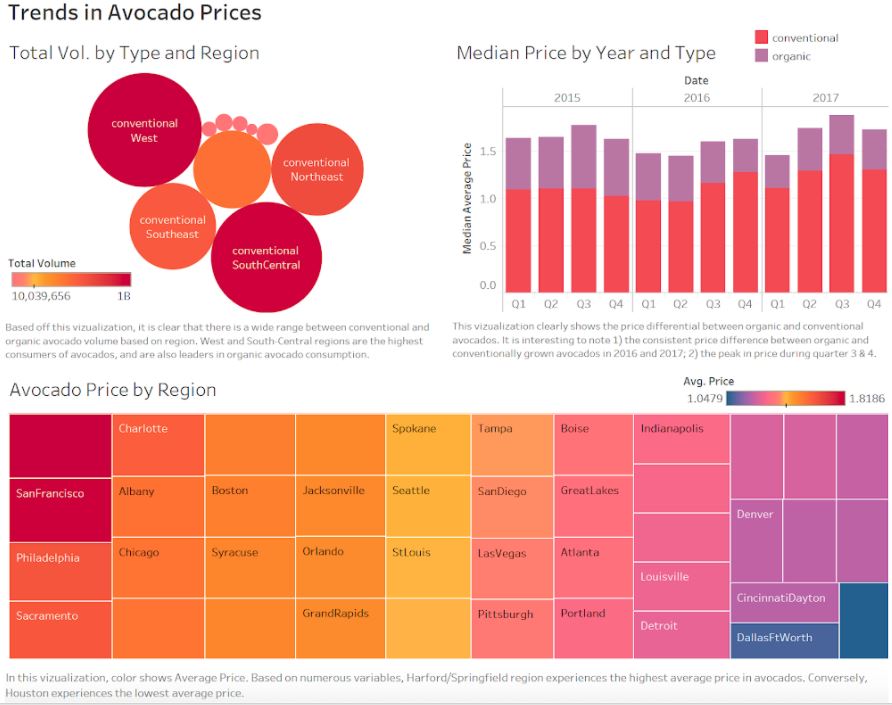 Trends in Avocado Prices
Total Vol. by Type and Region
conventional
West
conventional
Northeast
conventional
Southeast
conventional
SouthCentral
Total Volume
10,039,656
1B
Based off this vizualization, it is clear that there is a wide range between conventional and
organic avocado volume based on region. West and South-Central regions are the highest
consumers of avocados, and are also leaders in organic avocado consumption.
Median Price by Year and Type
conventional
organic
Date
2015
2016
2017
Median Average Price
1.5
1.0
0.5
0.0
Q1 Q2 Q3 Q4 Q1 Q2 Q3 Q4 Q1 Q2 Q3 Q4
This vizualization clearly shows the price differential between organic and conventional
avocados. It is interesting to note 1) the consistent price difference between organic and
conventionally grown avocados in 2016 and 2017; 2) the peak in price during quarter 3 & 4.
Avocado Price by Region
Avg. Price
1.0479
1.8186
Charlotte
Spokane
Tampa
Boise
Indianapolis
SanFrancisco
Albany
Boston
Jacksonville
Seattle
SanDiego
GreatLakes
Denver
Philadelphia
Chicago
Syracuse
Orlando
StLouis
LasVegas
Atlanta
Louisville
CincinnatiDayton
Sacramento
GrandRapids
Pittsburgh
Portland
Detroit
DallasFtWorth
In this vizualization, color shows Average Price. Based on numerous variables, Harford/Springfield region experiences the highest average price in avocados. Conversely,
Houston experiences the lowest average price.